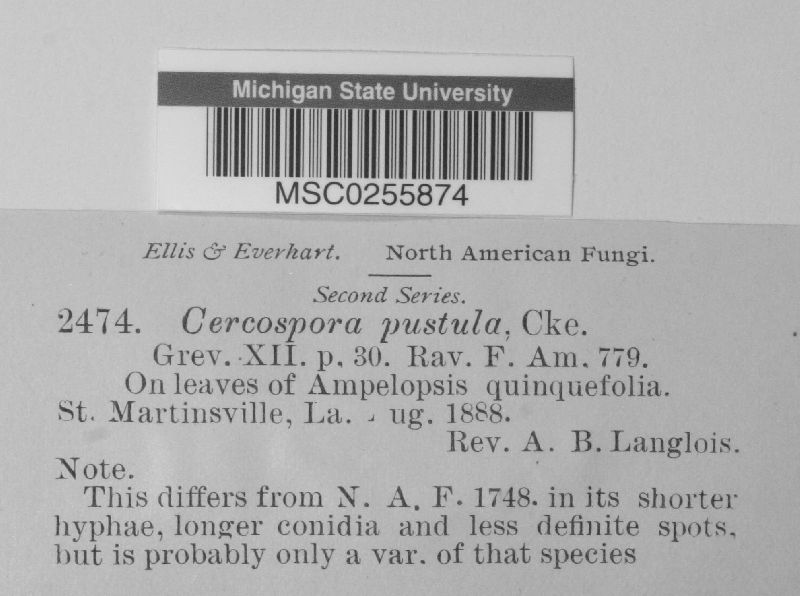 Michigan State University
MSC0255874
Ellis & Everhart. North American Fungi.
Second Series.
2474. Cercospora pustula, Cke.
Grev. XII. p. 30. Rav. F. Am. 779.
On leaves of Ampelopsis quinquefolia.
St. Martinsville, La. ug. 1888.
Rev. A. B. Langlois.
Note.
This differs from N. A. F. 1748. in its shorter
hyphae, longer conidia and less definite spots,
but is probably only a var. of that species